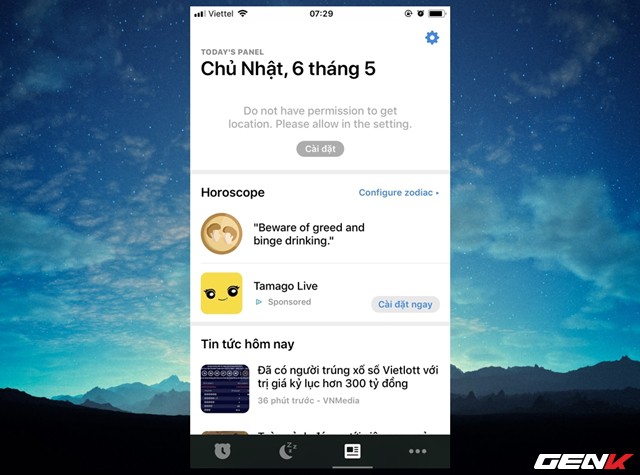 Viettel 07:29
TODAY'S PANEL
Chủ Nhật, 6 tháng 5
Do not have permission to get
location. Please allow in the setting.
Cài đặt
Horoscope Configure zodiac
"Beware of greed and
binge drinking."
Tamago Live
Sponsored
Cài đặt ngay
Tin tức hôm nay
Đã có người trúng xổ số Vietlott với
trị giá kỷ lục hơn 300 tỷ đồng
36 phút trước - VNMedia
zZz
GENK